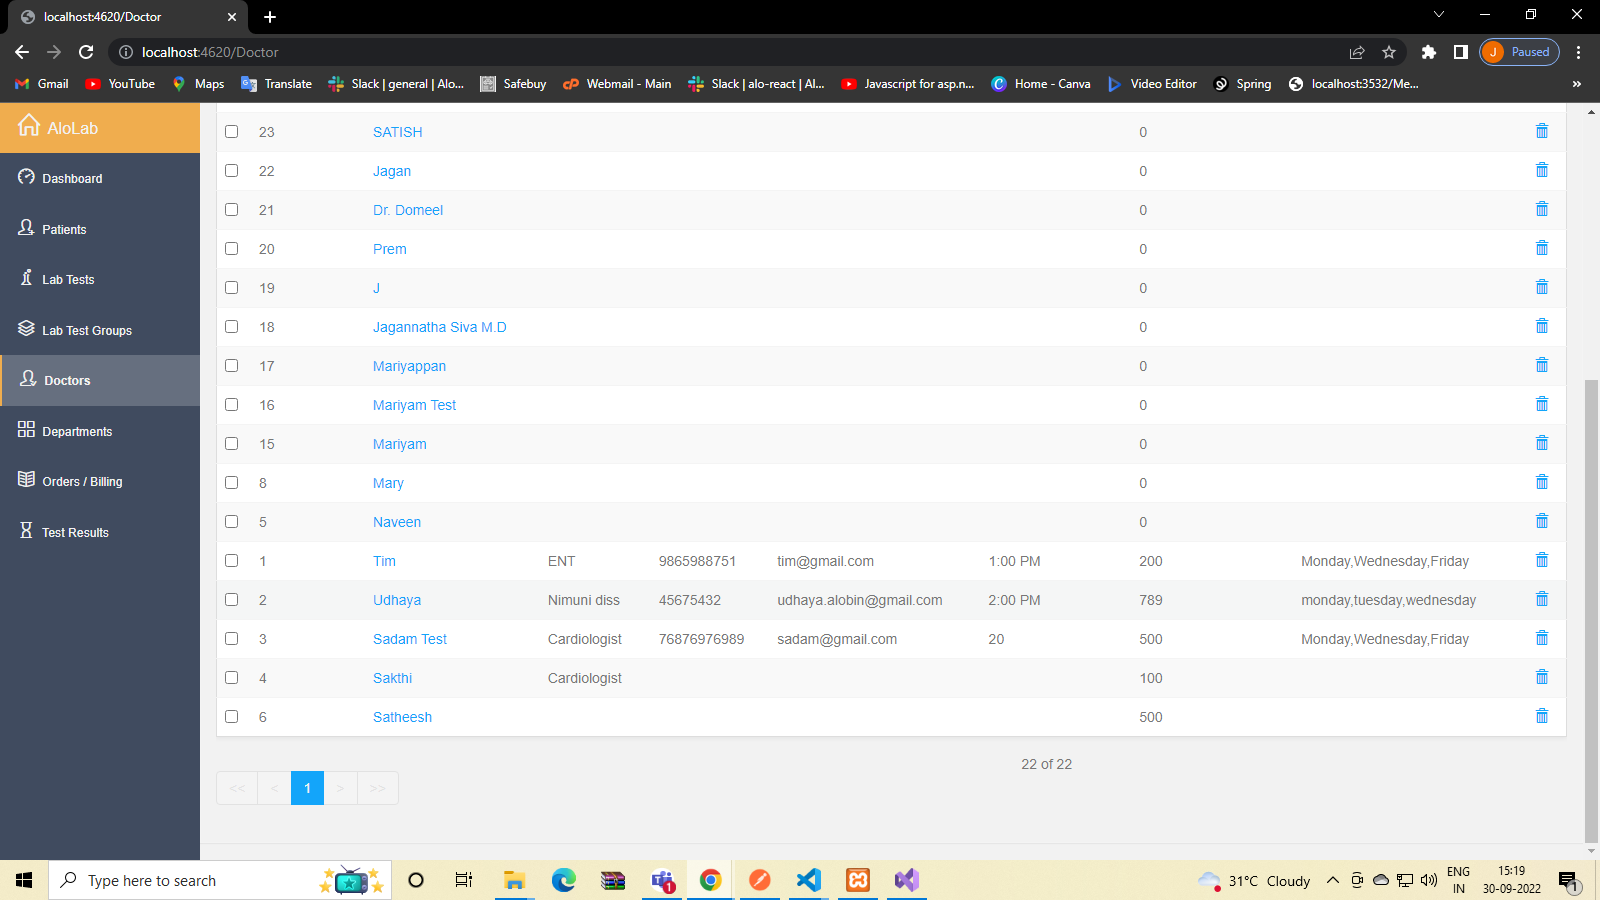 localhost:4620/Doctor
localhost:4620/Doctor
Paused
J
Gmail YouTube Maps Translate Slack | general | Alo... Safebuy Webmail - Main Slack | alo-react | Al... Javascript for asp.n... Home - Canva Video Editor Spring localhost:3532/Me... »
AloLab
Dashboard
Patients
Lab Tests
Lab Test Groups
Doctors
Departments
Orders / Billing
Test Results
23 SATISH 0
22 Jagan 0
21 Dr. Domeel 0
20 Prem 0
19 J 0
18 Jagannatha Siva M.D 0
17 Mariyappan 0
16 Mariyam Test 0
15 Mariyam 0
8 Mary 0
5 Naveen 0
1 Tim ENT 9865988751 tim@gmail.com 1:00 PM 200 Monday,Wednesday,Friday
2 Udhaya Nimuni diss 45675432 udhaya.alobin@gmail.com 2:00 PM 789 monday,tuesday,wednesday
3 Sadam Test Cardiologist 76876976989 sadam@gmail.com 20 500 Monday,Wednesday,Friday
4 Sakthi Cardiologist 100
6 Satheesh 500
22 of 22
<< < 1 > >>
Type here to search
1
31°C Cloudy
ENG
IN
15:19
30-09-2022
1